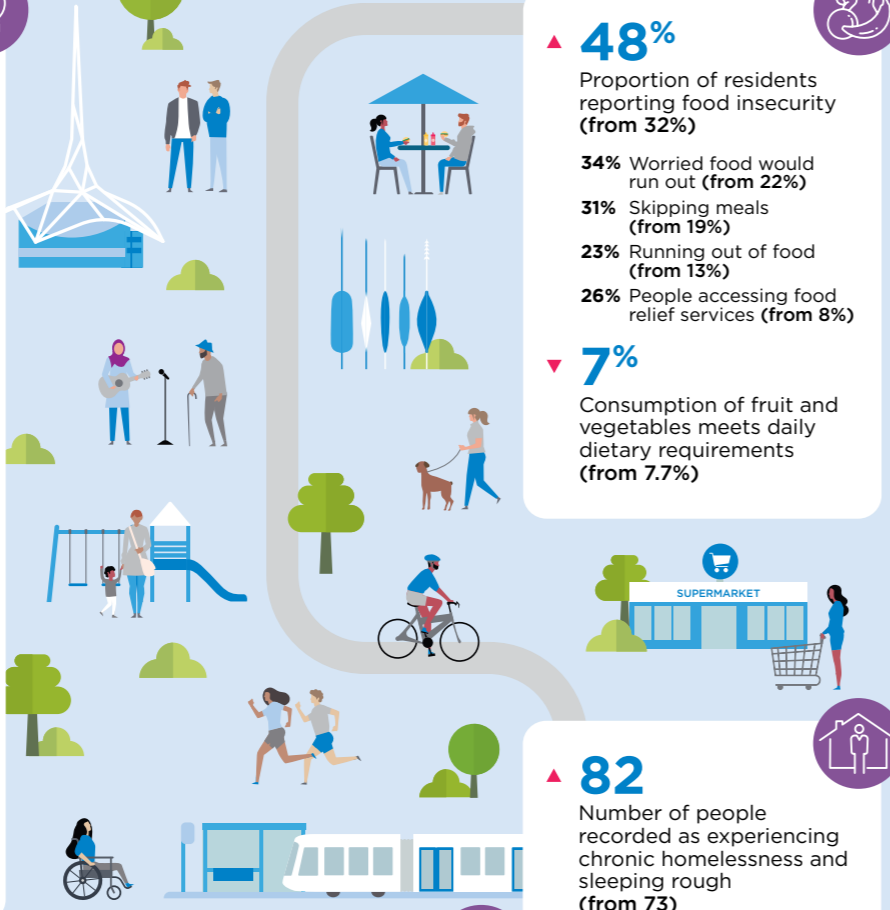 48%
Proportion of residents
reporting food insecurity
(from 32%)
34% Worried food would
run out (from 22%)
31% Skipping meals
(from 19%)
23% Running out of food
(from 13%)
26% People accessing food
relief services (from 8%)
7%
Consumption of fruit and
vegetables meets daily
dietary requirements
(from 7.7%)
SUPERMARKET
82
Number of people
recorded as experiencing
chronic homelessness and
sleeping rough
(from 73)